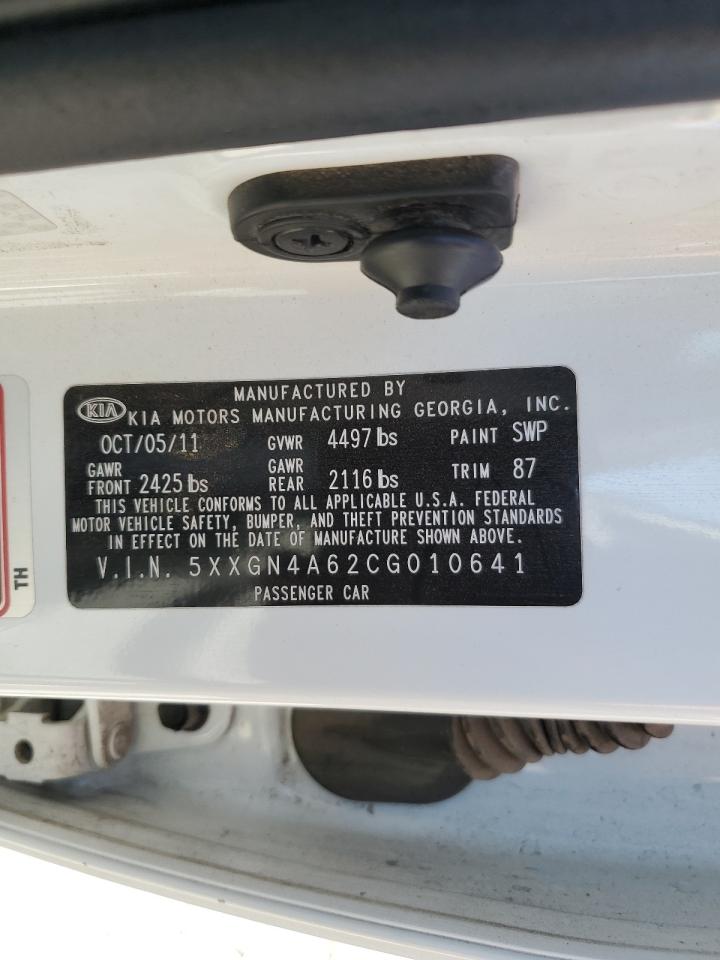 MANUFACTURED BY
KIA KIA MOTORS MANUFACTURING GEORGIA, INC.
OCT/05/11 GVWR 4497 lbs PAINT SWP
GAWR FRONT 2425 lbs GAWR REAR 2116 lbs TRIM 87
THIS VEHICLE CONFORMS TO ALL APPLICABLE U.S.A. FEDERAL
MOTOR VEHICLE SAFETY, BUMPER, AND THEFT PREVENTION STANDARDS
IN EFFECT ON THE DATE OF MANUFACTURE SHOWN ABOVE.
V.I.N. 5XXGN4A62CG010641
PASSENGER CAR
TH